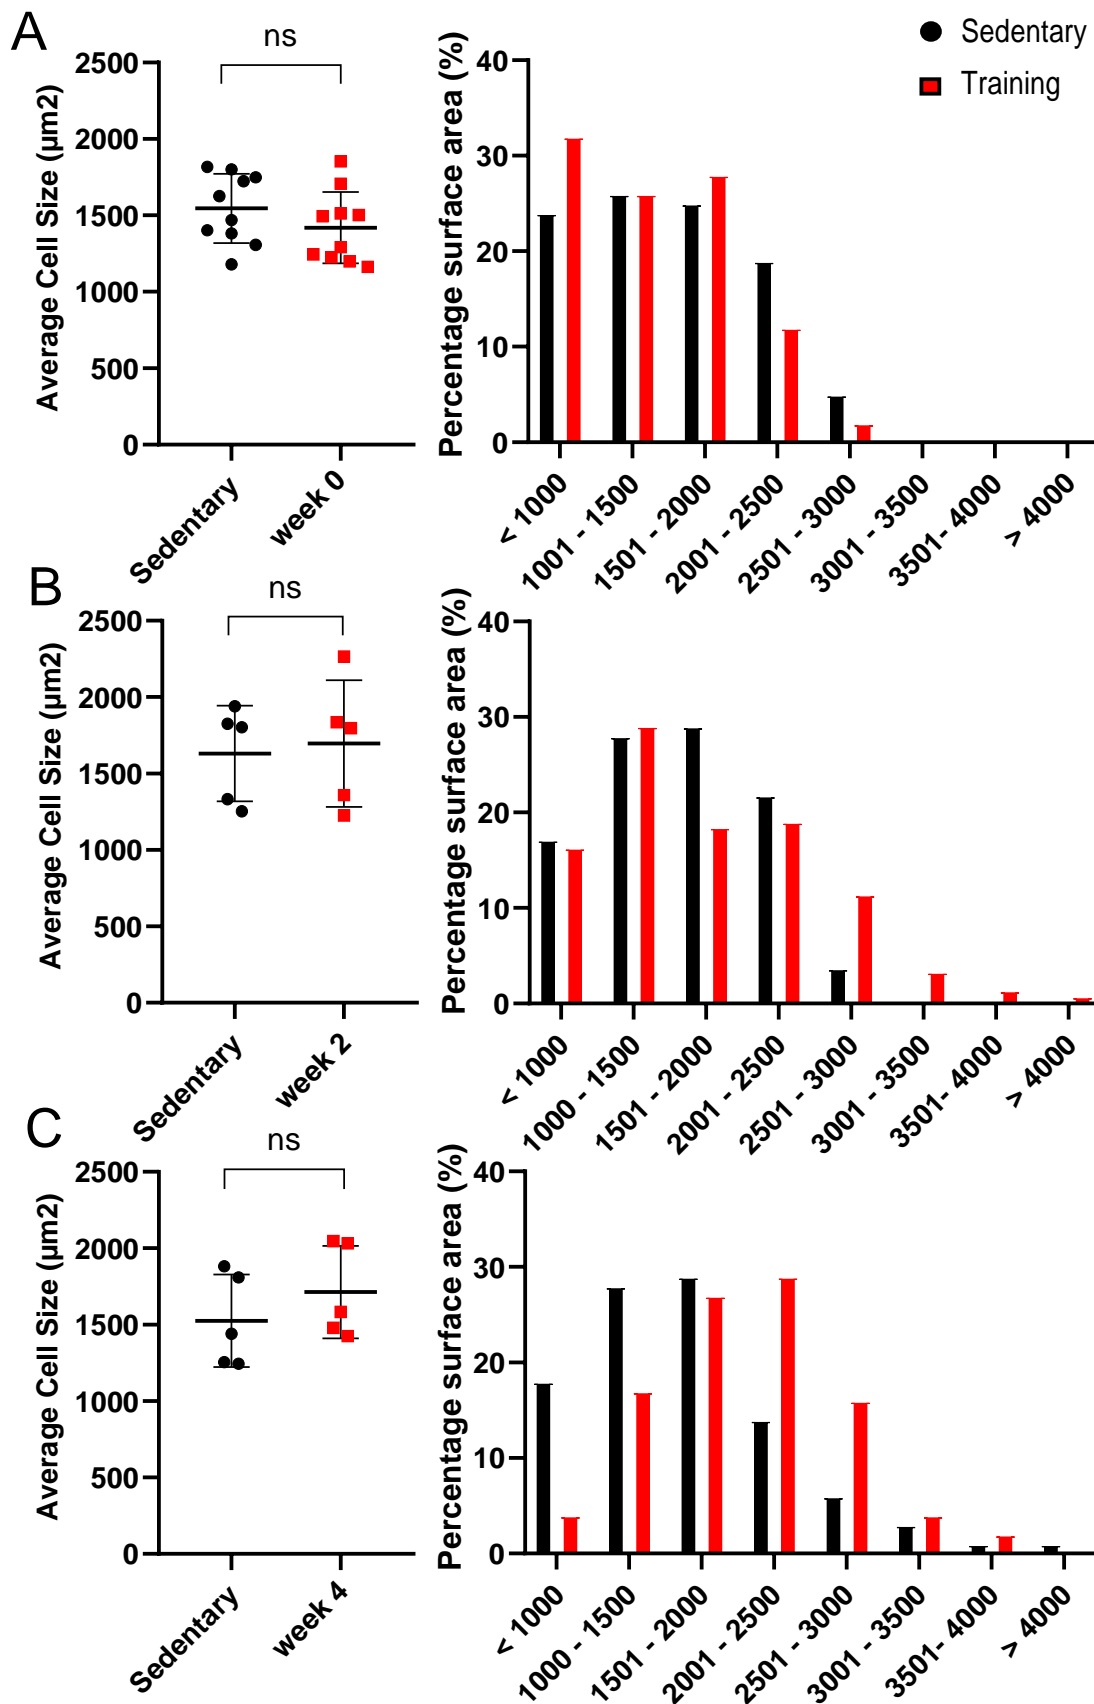 A
ns
Average Cell Size (µm2)
2500
2000
1500
1000
500
0
Sedentary
week 0
Percentage surface area (%)
40
30
20
10
0
< 1000
1001 - 1500
1501 - 2000
2001 - 2500
2501 - 3000
3001 - 3500
3501- 4000
> 4000
Sedentary
Training
B
ns
Average Cell Size (µm2)
2500
2000
1500
1000
500
0
Sedentary
week 2
Percentage surface area (%)
40
30
20
10
0
< 1000
1000 - 1500
1501 - 2000
2001 - 2500
2501 - 3000
3001 - 3500
3501- 4000
> 4000
C
ns
Average Cell Size (µm2)
2500
2000
1500
1000
500
0
Sedentary
week 4
Percentage surface area (%)
40
30
20
10
0
< 1000
1000 - 1500
1501 - 2000
2001 - 2500
2501 - 3000
3001 - 3500
3501- 4000
> 4000